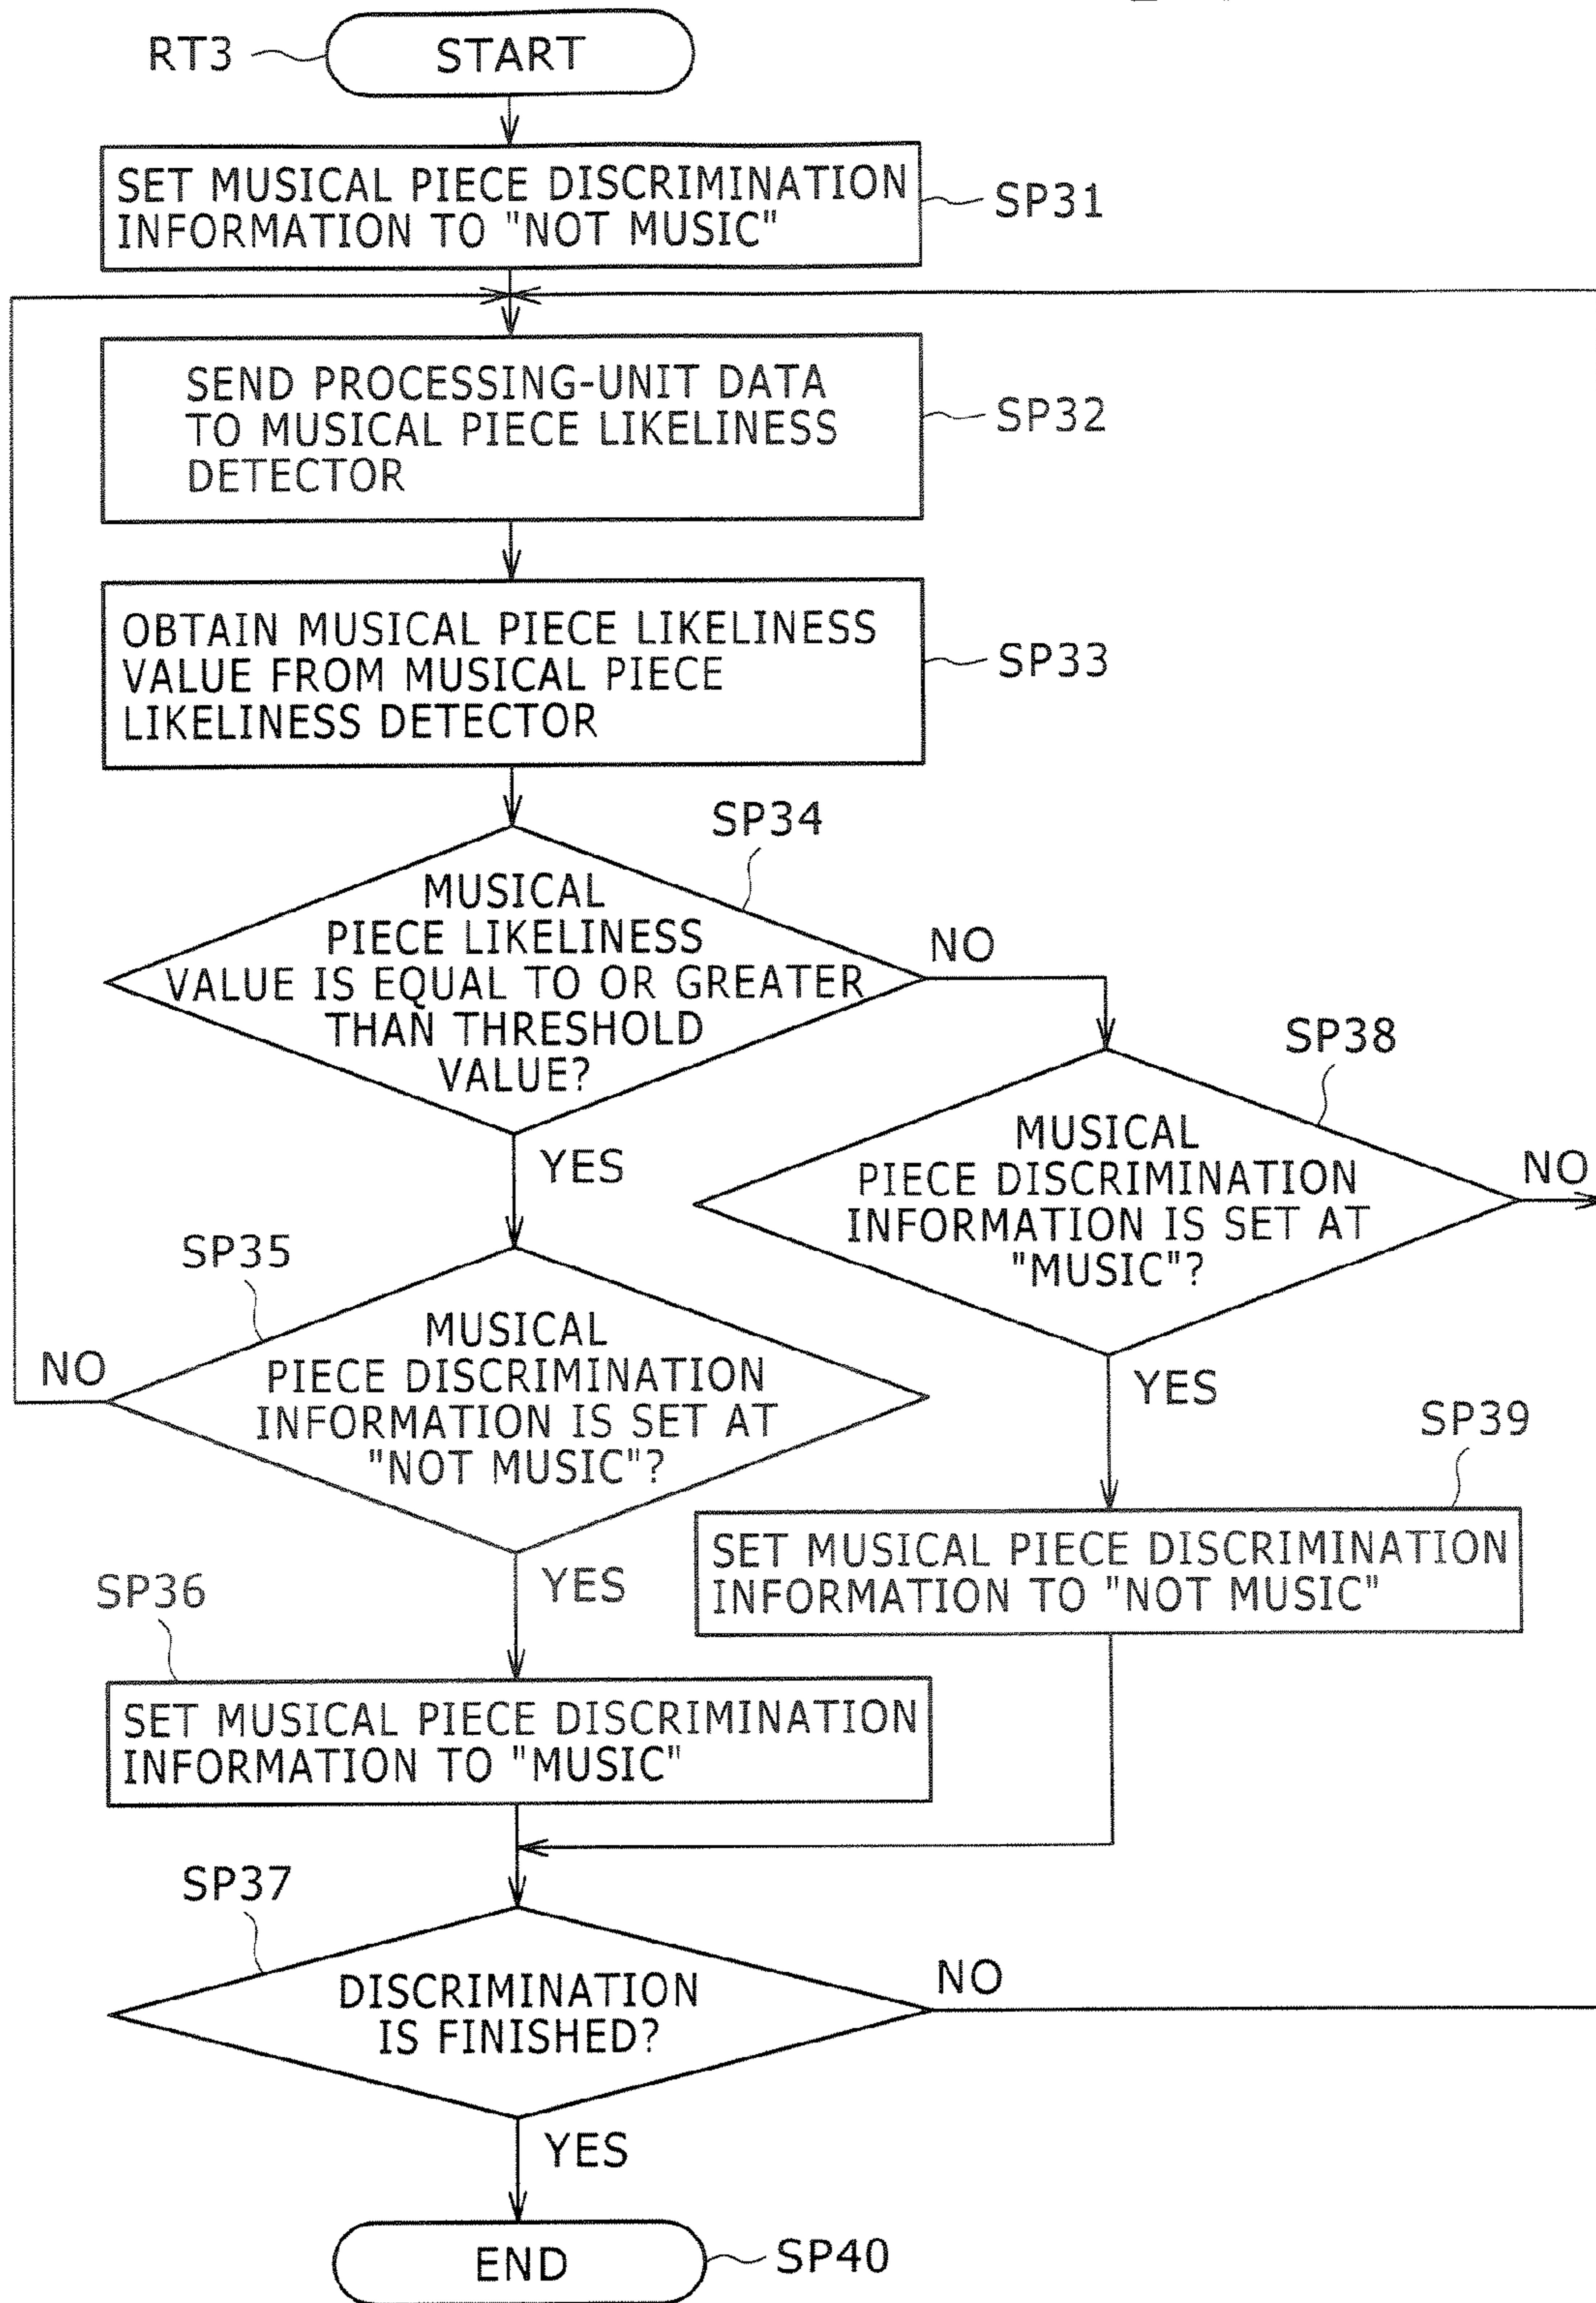 RT3
START
SET MUSICAL PIECE DISCRIMINATION
INFORMATION TO "NOT MUSIC"
SP31
SEND PROCESSING-UNIT DATA
TO MUSICAL PIECE LIKELINESS
DETECTOR
SP32
OBTAIN MUSICAL PIECE LIKELINESS
VALUE FROM MUSICAL PIECE
LIKELINESS DETECTOR
SP33
SP34
MUSICAL
PIECE LIKELINESS
VALUE IS EQUAL TO OR GREATER
THAN THRESHOLD
VALUE?
NO
YES
SP38
MUSICAL
PIECE DISCRIMINATION
INFORMATION IS SET AT
"MUSIC"?
NO
YES
SP35
MUSICAL
PIECE DISCRIMINATION
INFORMATION IS SET AT
"NOT MUSIC"?
NO
YES
SP39
SET MUSICAL PIECE DISCRIMINATION
INFORMATION TO "NOT MUSIC"
SP36
SET MUSICAL PIECE DISCRIMINATION
INFORMATION TO "MUSIC"
SP37
DISCRIMINATION
IS FINISHED?
NO
YES
END
SP40